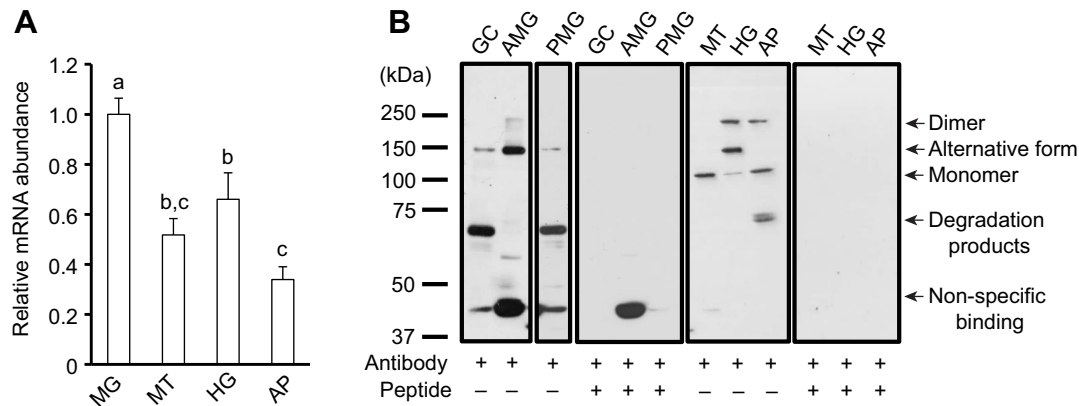 A
Relative mRNA abundance
1.2
1.0
0.8
0.6
0.4
0.2
0
a
b,c
b
c
MG MT HG AP
B
GC AMG PMG GC AMG PMG MT HG AP MT HG AP
(kDa)
250
150
100
75
50
37
Dimer
Alternative form
Monomer
Degradation
products
Non-specific
binding
Antibody + + + + + + + + + + + +
Peptide – – – + + + – – – + + +